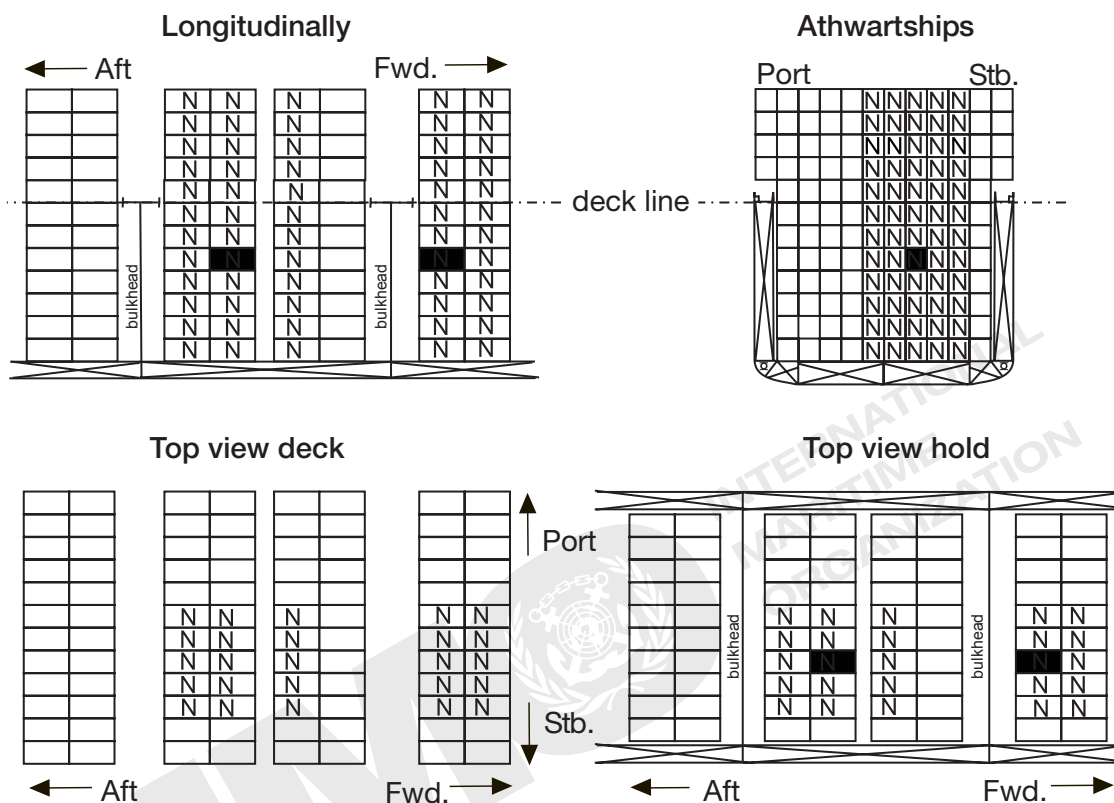 Longitudinally
Aft Fwd.
N N N N N
N N N N N
N N N N N
N N N N N
N N N N N
N N N N N
N N N N N
N N N N N
N N N N N
N N N N N
N N N N N
N N N N N
bulkhead
bulkhead
deck line
Athwartships
Port Stb.
N N N N N
N N N N N
N N N N N
N N N N N
N N N N N
N N N N N
N N N N N
N N N N N
N N N N N
N N N N N
N N N N N
N N N N N
Top view deck
Port
N N N N N
N N N N N
N N N N N
N N N N N
N N N N N
Stb.
Aft Fwd.
Top view hold
N N N N N
N N N N N
N N N N N
N N N N N
N N N N N
bulkhead
bulkhead
Aft Fwd.
INTERNATIONAL
MARITIME
ORGANIZATION
IMO